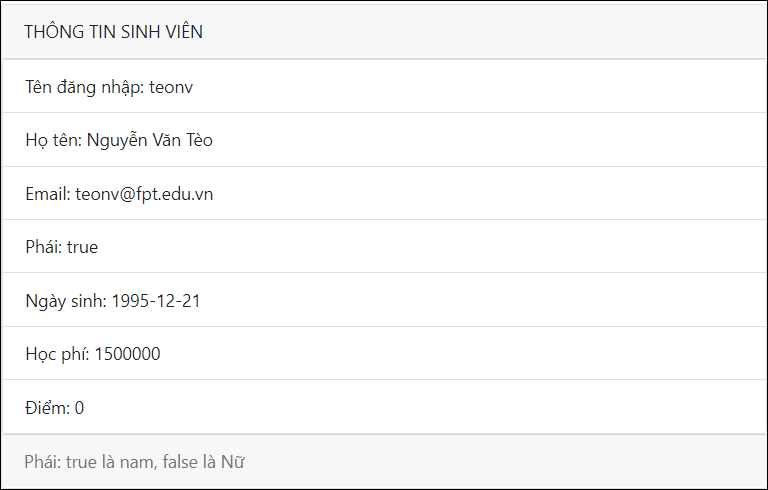 THÔNG TIN SINH VIÊN
Tên đăng nhập: teonv
Họ tên: Nguyễn Văn Tèo
Email: teonv@fpt.edu.vn
Phái: true
Ngày sinh: 1995-12-21
Học phí: 1500000
Điểm: 0
Phái: true là nam, false là Nữ